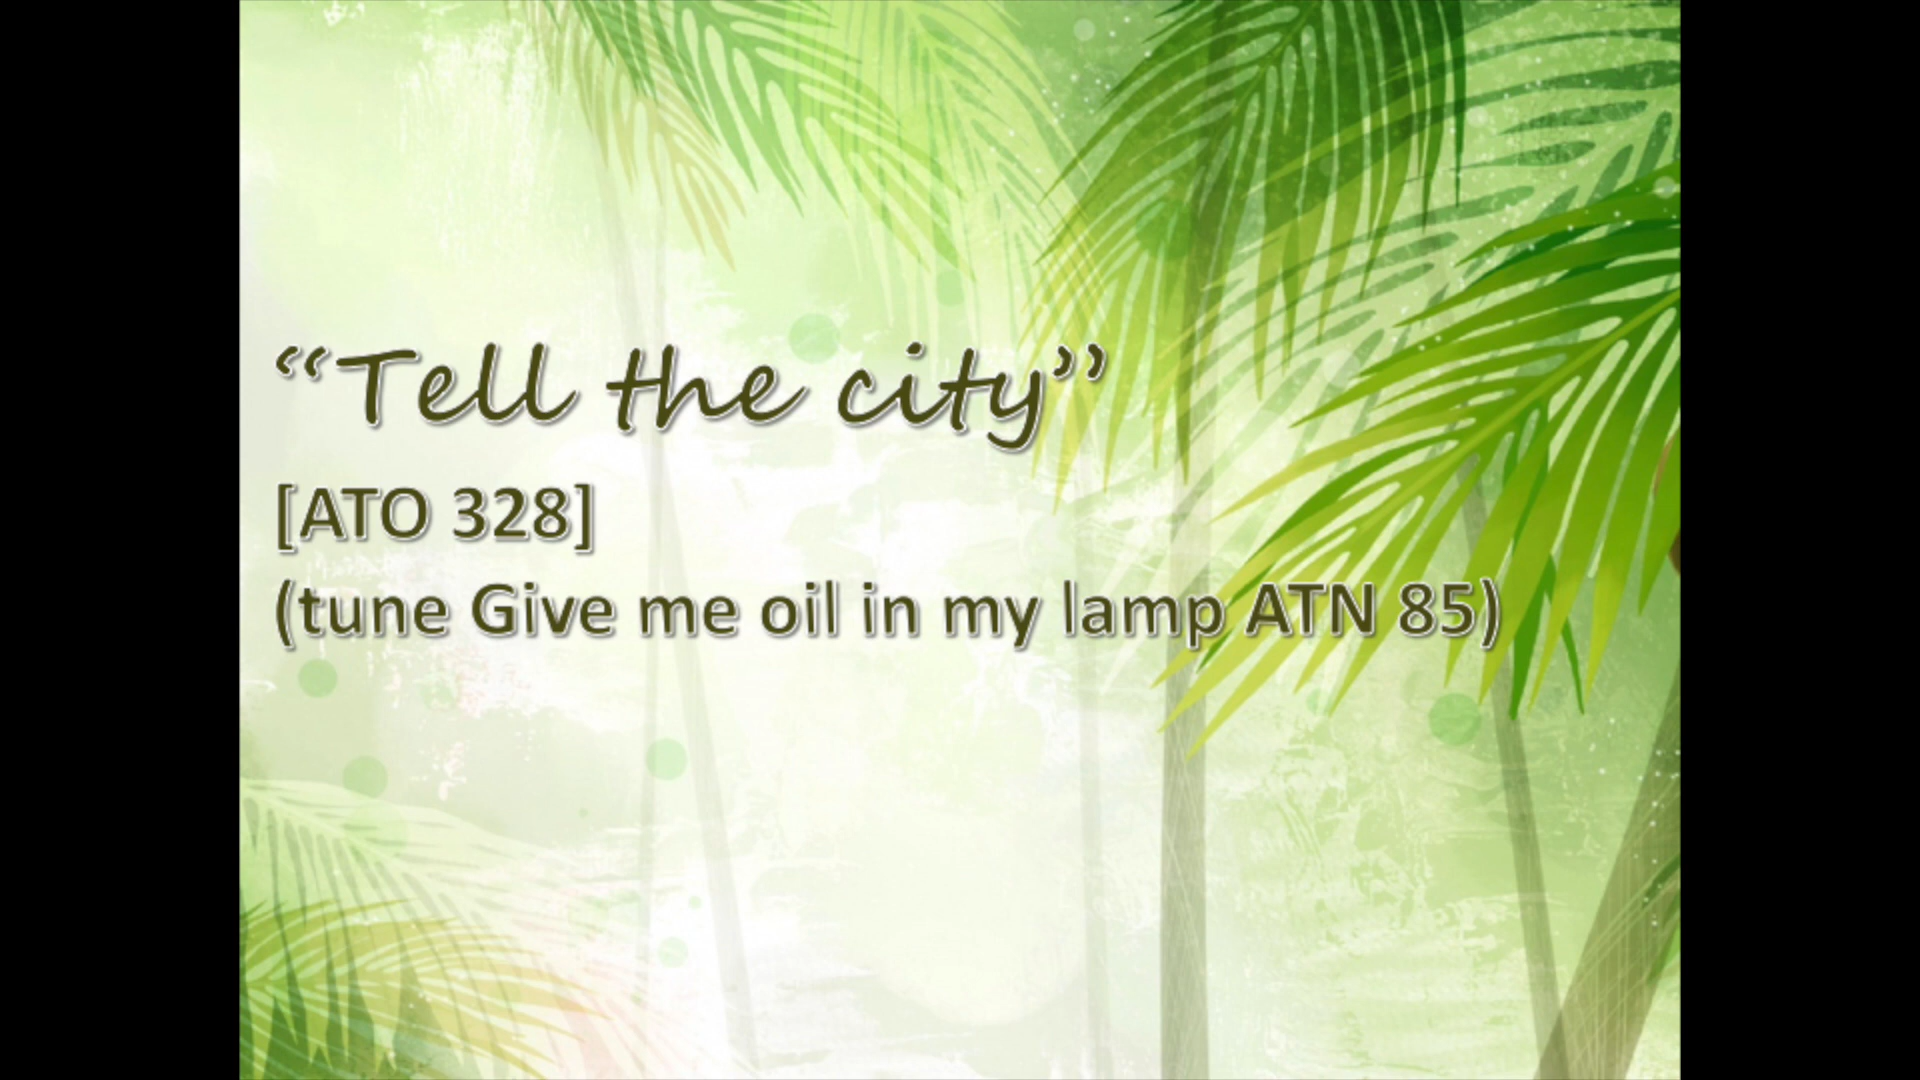 “Tell the city”
[ATO 328]
(tune Give me oil in my lamp ATN 85)